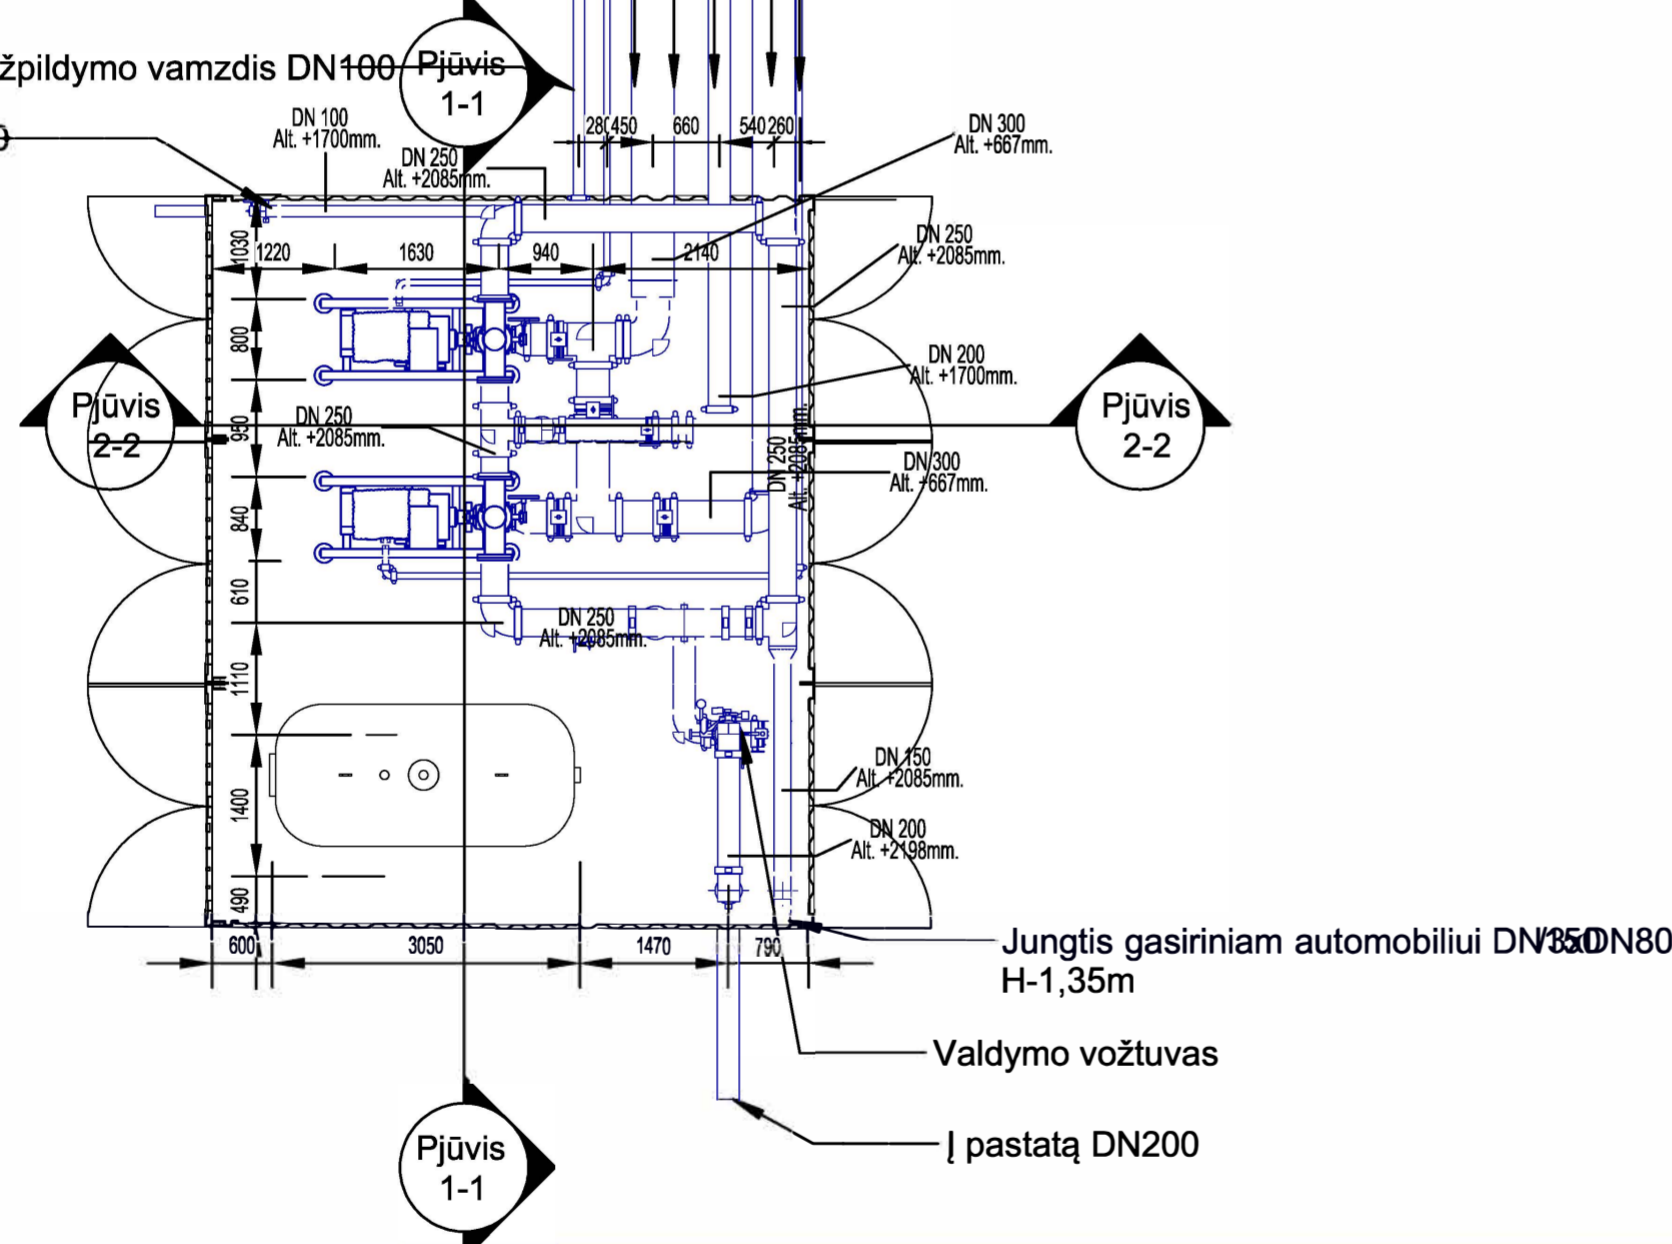 žpildymo vamzdis DN100
Pjūvis
1-1
DN 100
Alt. +1700mm.
DN 250
Alt. +2085mm.
280
450
660
540
260
DN 300
Alt. +667mm.
1030
1220
1630
940
2140
DN 250
Alt. +2085mm.
800
DN 200
Alt. +1700mm.
Pjūvis
2-2
Pjūvis
2-2
DN 250
Alt. +2085mm.
DN 250
Alt. +2085mm.
DN 300
Alt. +667mm.
840
610
DN 250
Alt. +2085mm.
1110
DN 150
Alt. +2085mm.
1400
DN 200
Alt. +2198mm.
490
600
3050
1470
790
Jungtis gasiriniam automobiliui
H-1,35m
Valdymo vožtuvas
Į pastatą DN200
Pjūvis
1-1